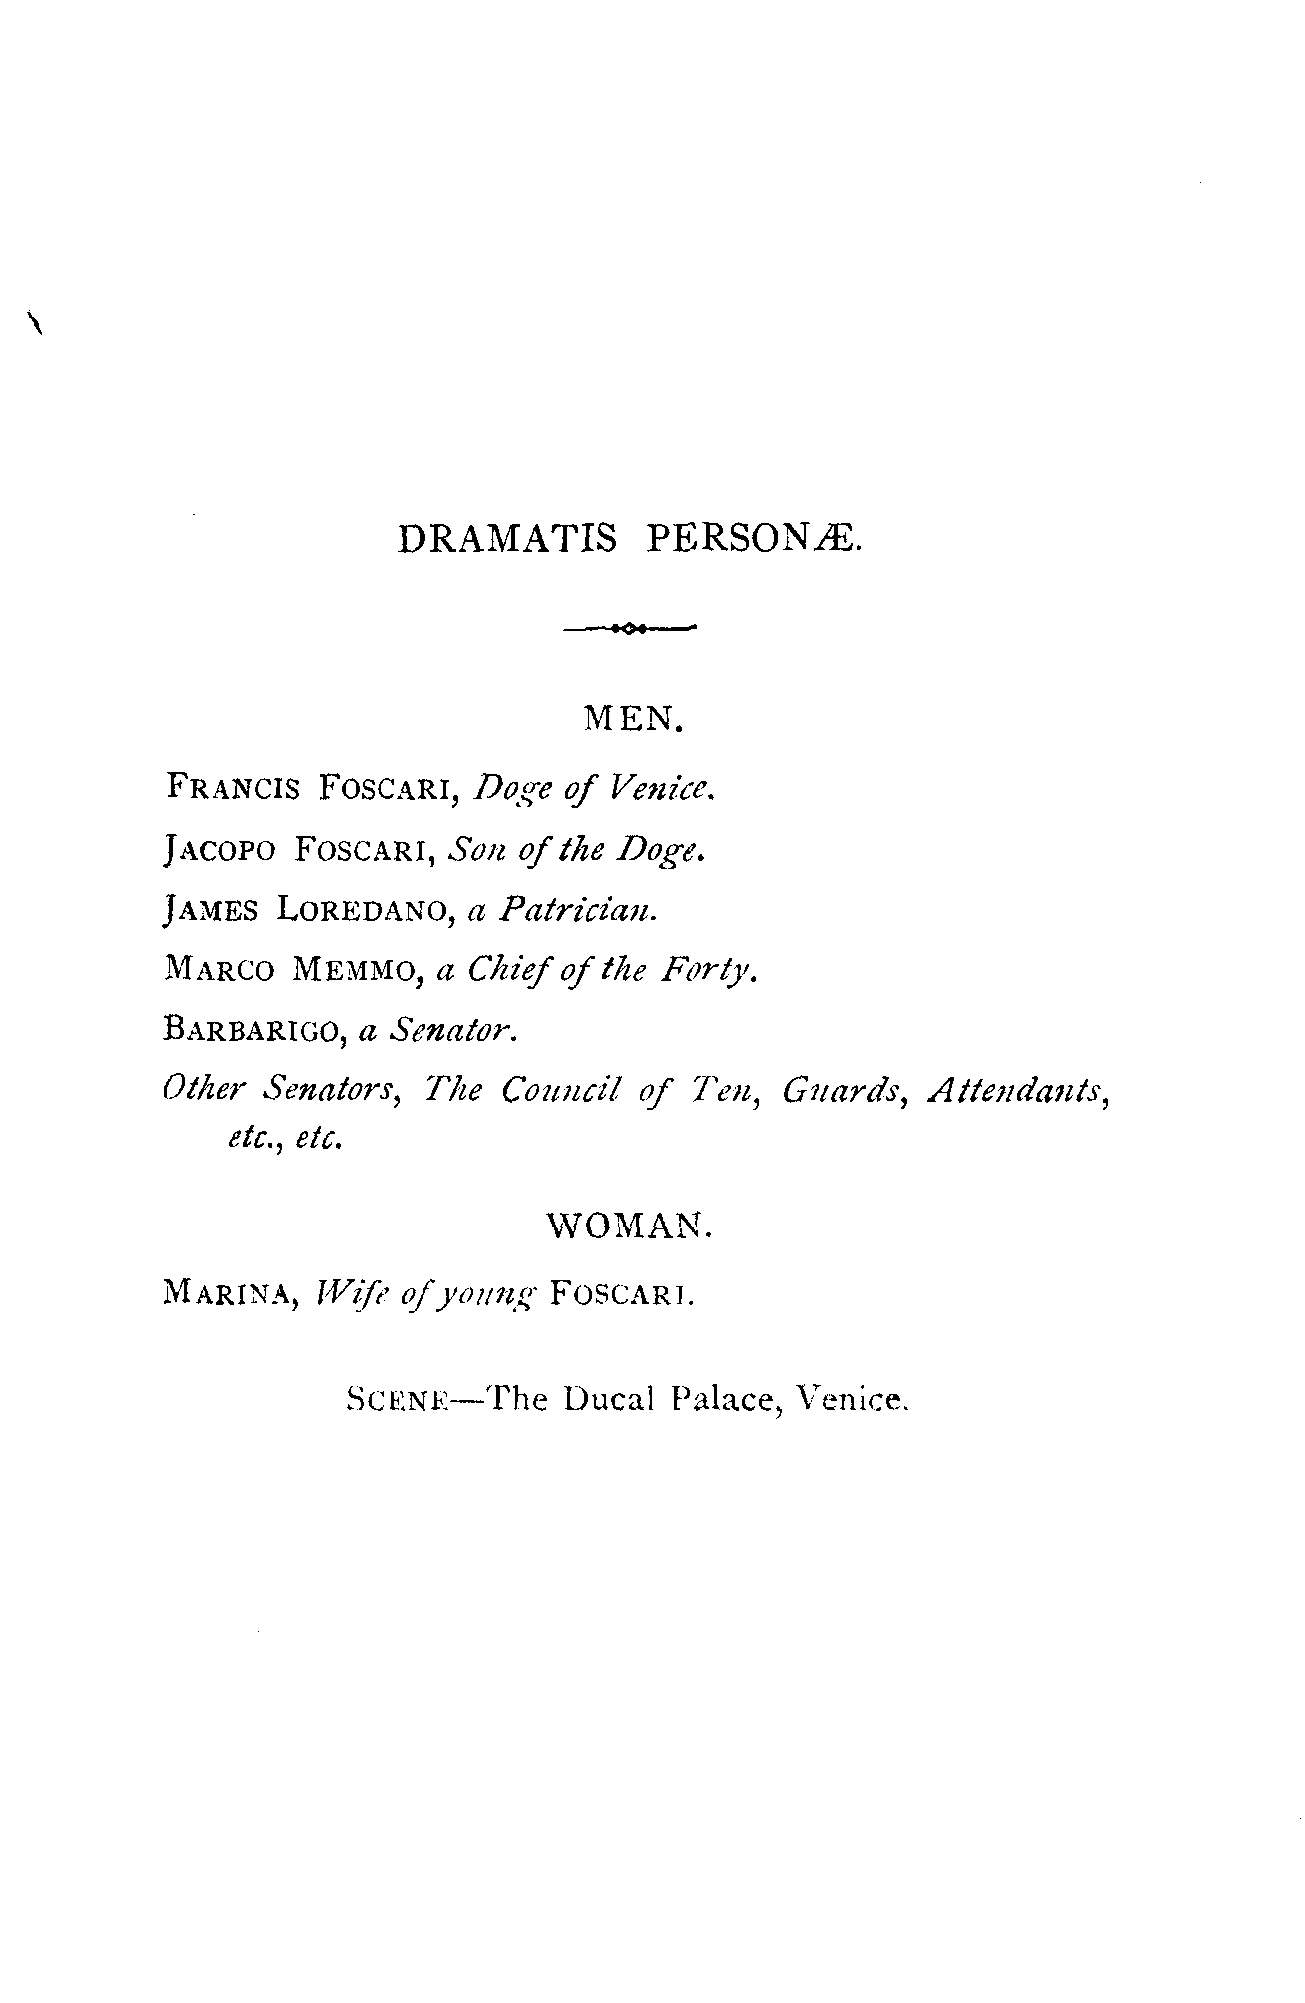 DRAMATIS PERSONÆ.
MEN.
FRANCIS FOSCARI, Doge of Venice.
JACOPO FOSCARI, Son of the Doge.
JAMES LOREDANO, a Patrician.
MARCO MEMMO, a Chief of the Forty.
BARBARIGO, a Senator.
Other Senators, The Council of Ten, Guards, Attendants,
etc., etc.
WOMAN.
MARINA, Wife of young FOSCARI.
SCENE—The Ducal Palace, Venice.